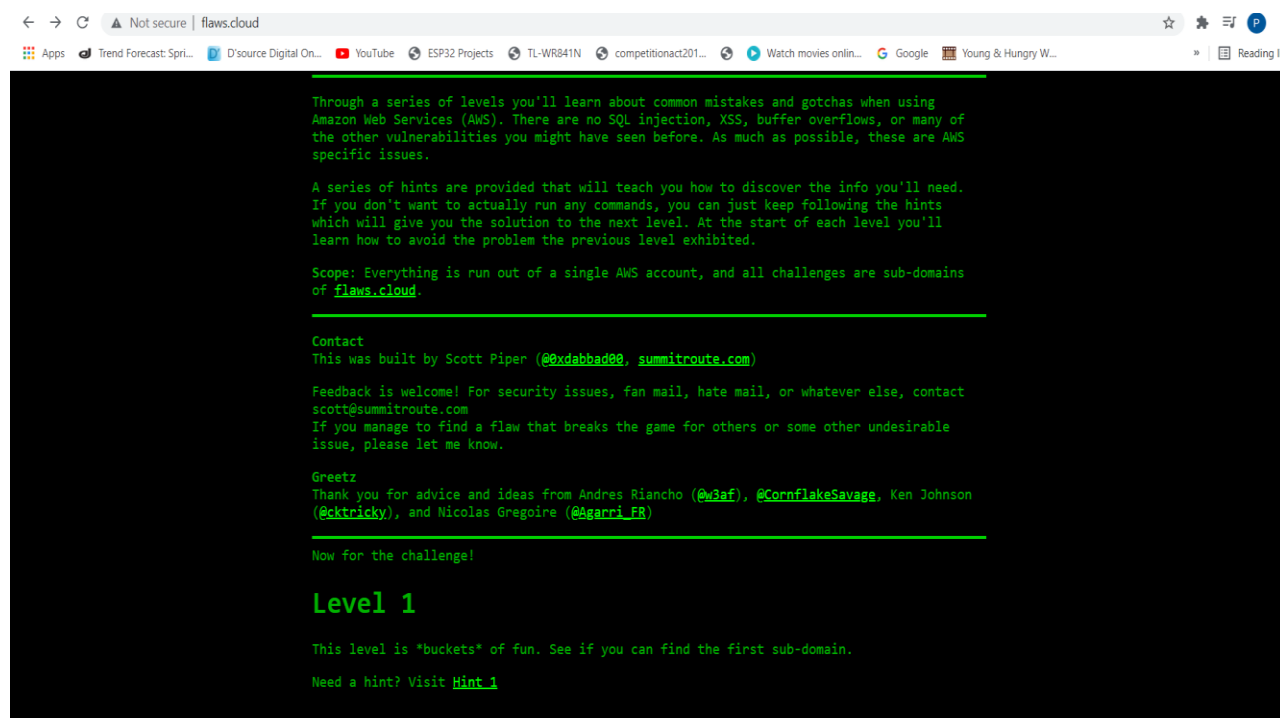 Not secure | flaws.cloud
P
Apps Trend Forecast: Spri... D'source Digital On... YouTube ESP32 Projects TL-WR841N competitionact201... Watch movies onlin... Google Young & Hungry W... » Reading l
Through a series of levels you'll learn about common mistakes and gotchas when using
Amazon Web Services (AWS). There are no SQL injection, XSS, buffer overflows, or many of
the other vulnerabilities you might have seen before. As much as possible, these are AWS
specific issues.
A series of hints are provided that will teach you how to discover the info you'll need.
If you don't want to actually run any commands, you can just keep following the hints
which will give you the solution to the next level. At the start of each level you'll
learn how to avoid the problem the previous level exhibited.
Scope: Everything is run out of a single AWS account, and all challenges are sub-domains
of flaws.cloud.
Contact
This was built by Scott Piper (@0xdabbad00, summitroute.com)
Feedback is welcome! For security issues, fan mail, hate mail, or whatever else, contact
scott@summitroute.com
If you manage to find a flaw that breaks the game for others or some other undesirable
issue, please let me know.
Greetz
Thank you for advice and ideas from Andres Riancho (@w3af), @CornflakeSavage, Ken Johnson
(@cktricky), and Nicolas Gregoire (@Agarri_FR)
Now for the challenge!
Level 1
This level is *buckets* of fun. See if you can find the first sub-domain.
Need a hint? Visit Hint 1